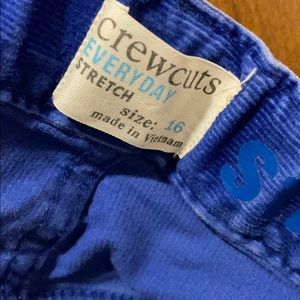 crewcuts
EVERYDAY
STRETCH
size: 16
made in Vietnam